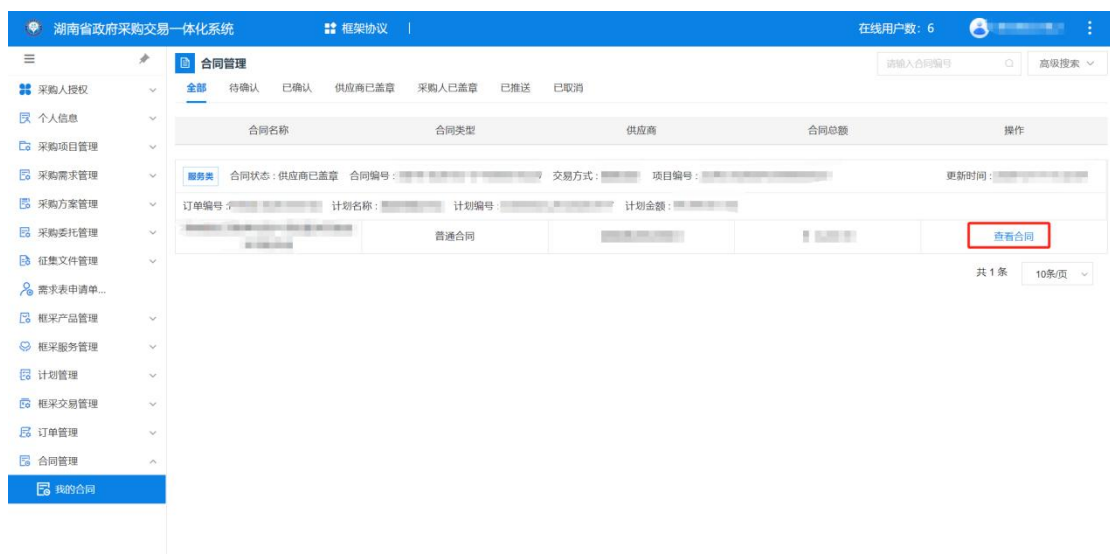 湖南省政府采购交易一体化系统 框架协议 在线用户数：6
合同管理 请输入合同编号 高级搜索
采购人授权 全部 待确认 已确认 供应商已盖章 采购人已盖章 已推送 已取消
个人信息
合同名称 合同类型 供应商 合同总额 操作
采购项目管理
采购需求管理 服务类 合同状态：供应商已盖章 合同编号： 交易方式： 项目编号： 更新时间：
采购方案管理 订单编号： 计划名称： 计划编号： 计划金额：
采购委托管理 普通合同 查看合同
征集文件管理
共 1 条 10条/页
需求表申请单...
框采产品管理
框采服务管理
计划管理
框采交易管理
订单管理
合同管理
我的合同